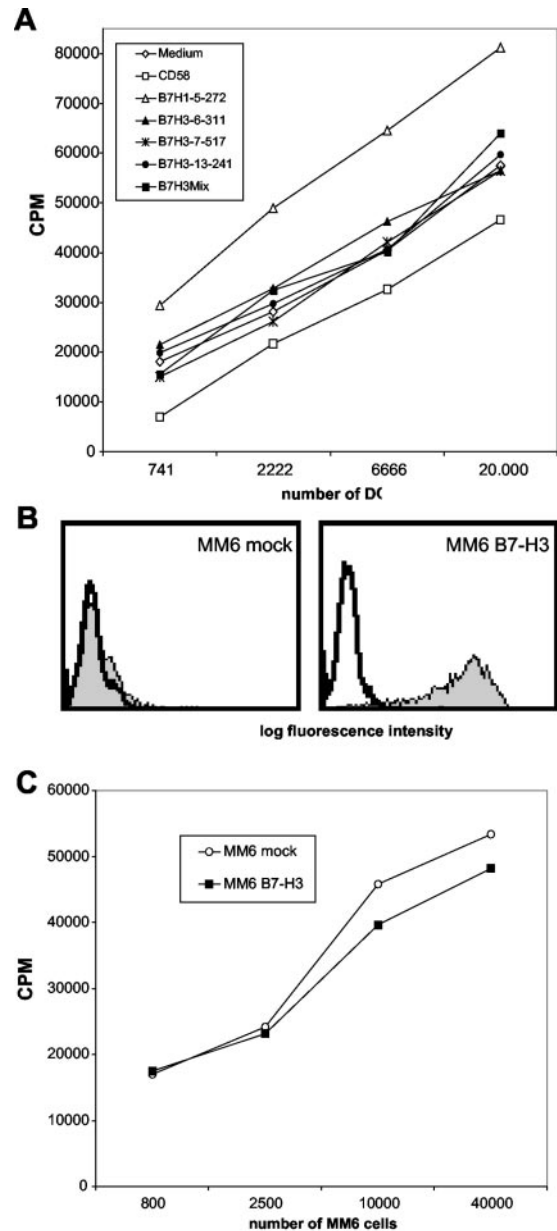 A
80000
70000
60000
50000
40000
30000
20000
10000
0
CPM
Medium
CD58
B7H1-5-272
B7H3-6-311
B7H3-7-517
B7H3-13-241
B7H3Mix
741 2222 6666 20.000
number of DC
B
MM6 mock
MM6 B7-H3
log fluorescence intensity
C
60000
50000
40000
30000
20000
10000
0
CPM
MM6 mock
MM6 B7-H3
800 2500 10000 40000
number of MM6 cells